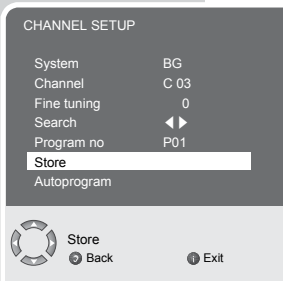 CHANNEL SETUP
System BG
Channel C 03
Fine tuning 0
Search ◀ ▶
Program no P01
Store
Autoprogram
Store
Back Exit